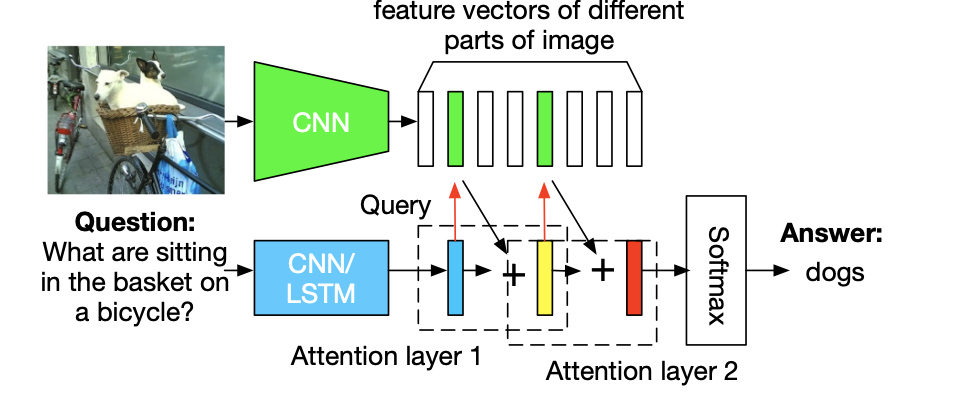 feature vectors of different
parts of image
CNN
Query
Question:
What are sitting
in the basket on
a bicycle?
CNN/
LSTM
+
+
Softmax
Answer:
dogs
Attention layer 1
Attention layer 2